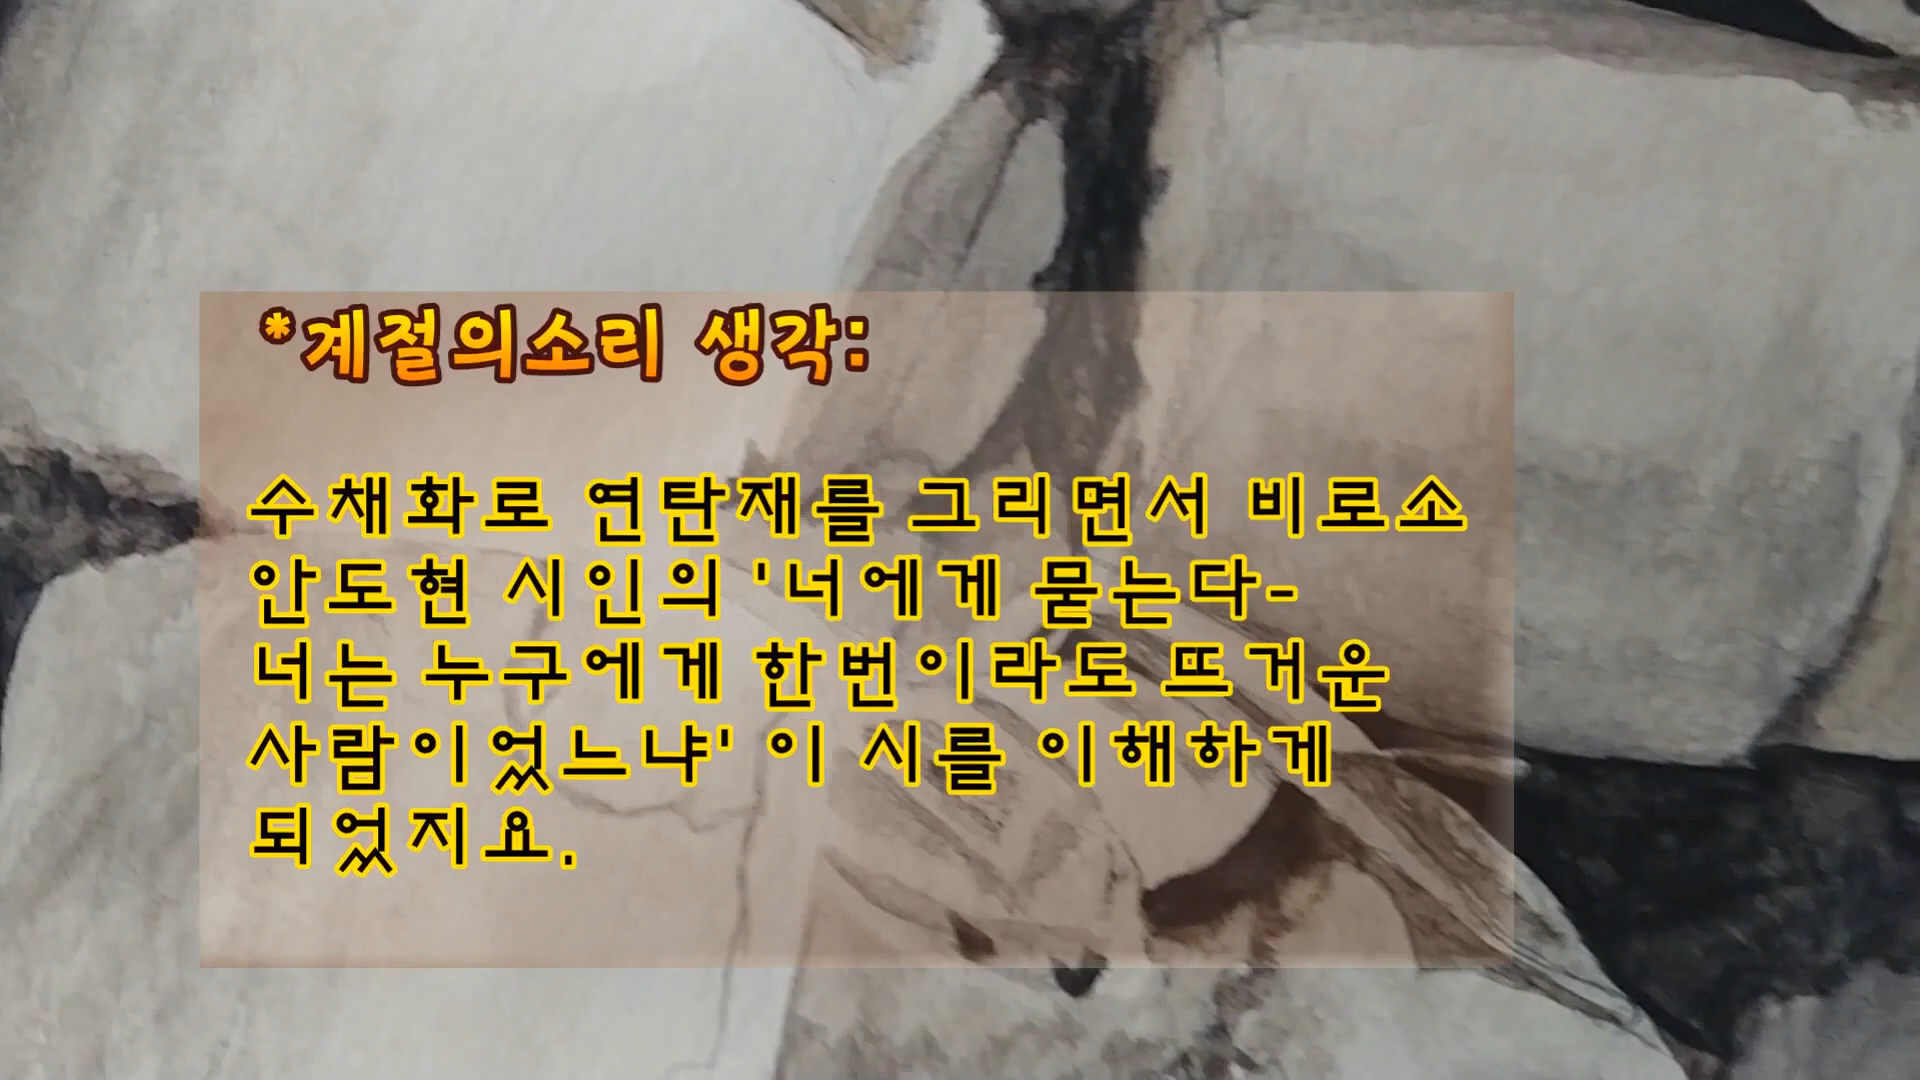 *계절의소리 생각:
수채화로 연탄재를 그리면서 비로소
안도현 시인의 '너에게 묻는다-
너는 누구에게 한번이라도 뜨거운
사람이었느냐' 이 시를 이해하게
되었지요.